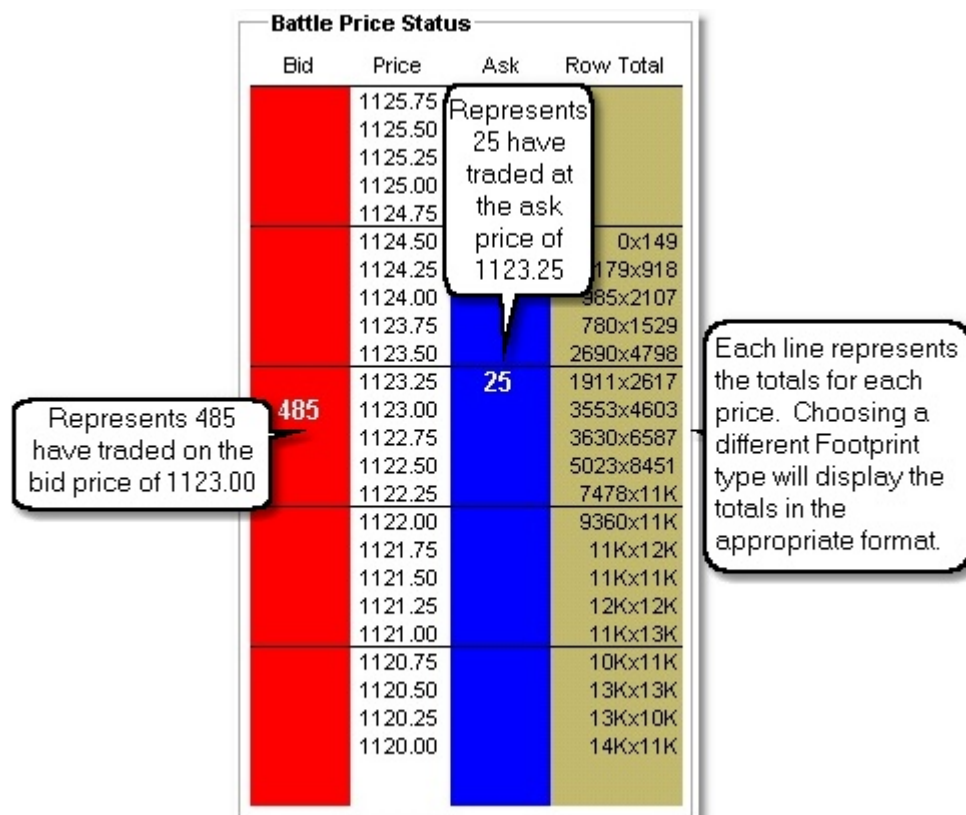 Battle Price Status
Bid Price Ask Row Total
1125.75
1125.50
1125.25
1125.00
1124.75
1124.50 0x149
1124.25 179x918
1124.00 985x2107
1123.75 780x1529
1123.50 2690x4798
1123.25 25 1911x2617
485 1123.00 3553x4603
1122.75 3630x6587
1122.50 5023x8451
1122.25 7478x11K
1122.00 9360x11K
1121.75 11Kx12K
1121.50 11Kx11K
1121.25 12Kx12K
1121.00 11Kx13K
1120.75 10Kx11K
1120.50 13Kx13K
1120.25 13Kx10K
1120.00 14Kx11K
Represents
25 have
traded at
the ask
price of
1123.25
Represents 485
have traded on the
bid price of 1123.00
Each line represents
the totals for each
price. Choosing a
different Footprint
type will display the
totals in the
appropriate format.